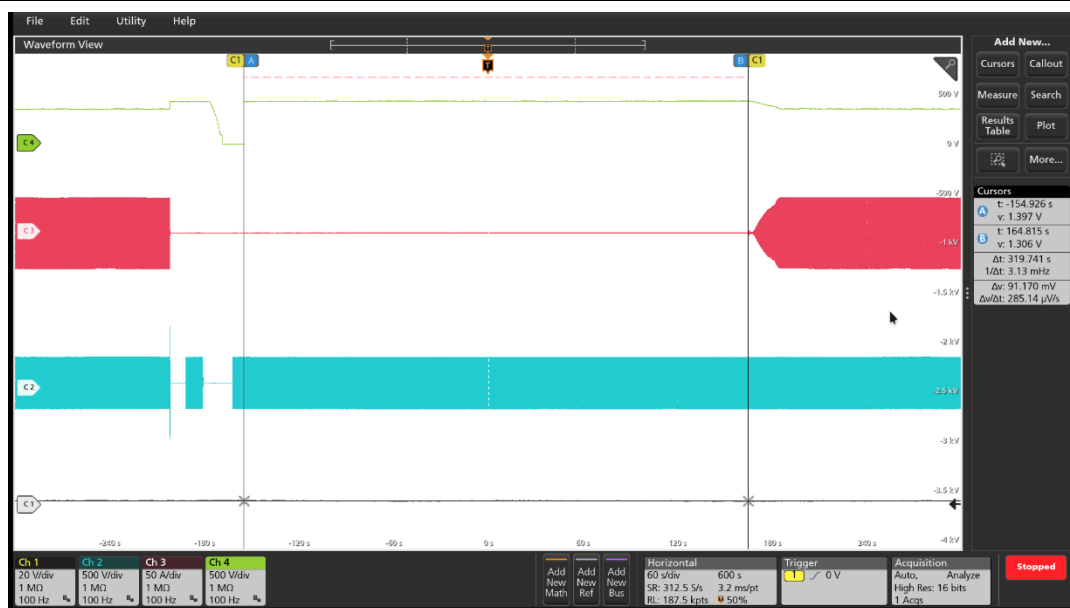 File Edit Utility Help
Waveform View
Add New...
C1 A
T
B C1
T
Cursors Callout
Measure Search
Results Table Plot
More...
500 V
C4
0 V
-500 V
C3
-1 kV
-1.5 kV
-2 kV
C2
-2.5 kV
-3 kV
-3.5 kV
C1
-4 kV
-240 s -180 s -120 s -60 s 0 s 60 s 120 s 180 s 240 s
Cursors
A t: -154.926 s
v: 1.397 V
B t: 164.815 s
v: 1.306 V
Δt: 319.741 s
1/Δt: 3.13 mHz
Δv: 91.170 mV
Δv/Δt: 285.14 μV/s
Ch 1
20 V/div
1 MΩ
100 Hz
Ch 2
500 V/div
1 MΩ
100 Hz
Ch 3
50 A/div
1 MΩ
100 Hz
Ch 4
500 V/div
1 MΩ
100 Hz
Add New Math
Add New Ref
Add New Bus
Horizontal
60 s/div 600 s
SR: 312.5 S/s 3.2 ms/pt
RL: 187.5 kpts 50%
Trigger
1 0 V
Acquisition
Auto, Analyze
High Res: 16 bits
1 Acqs
Stopped